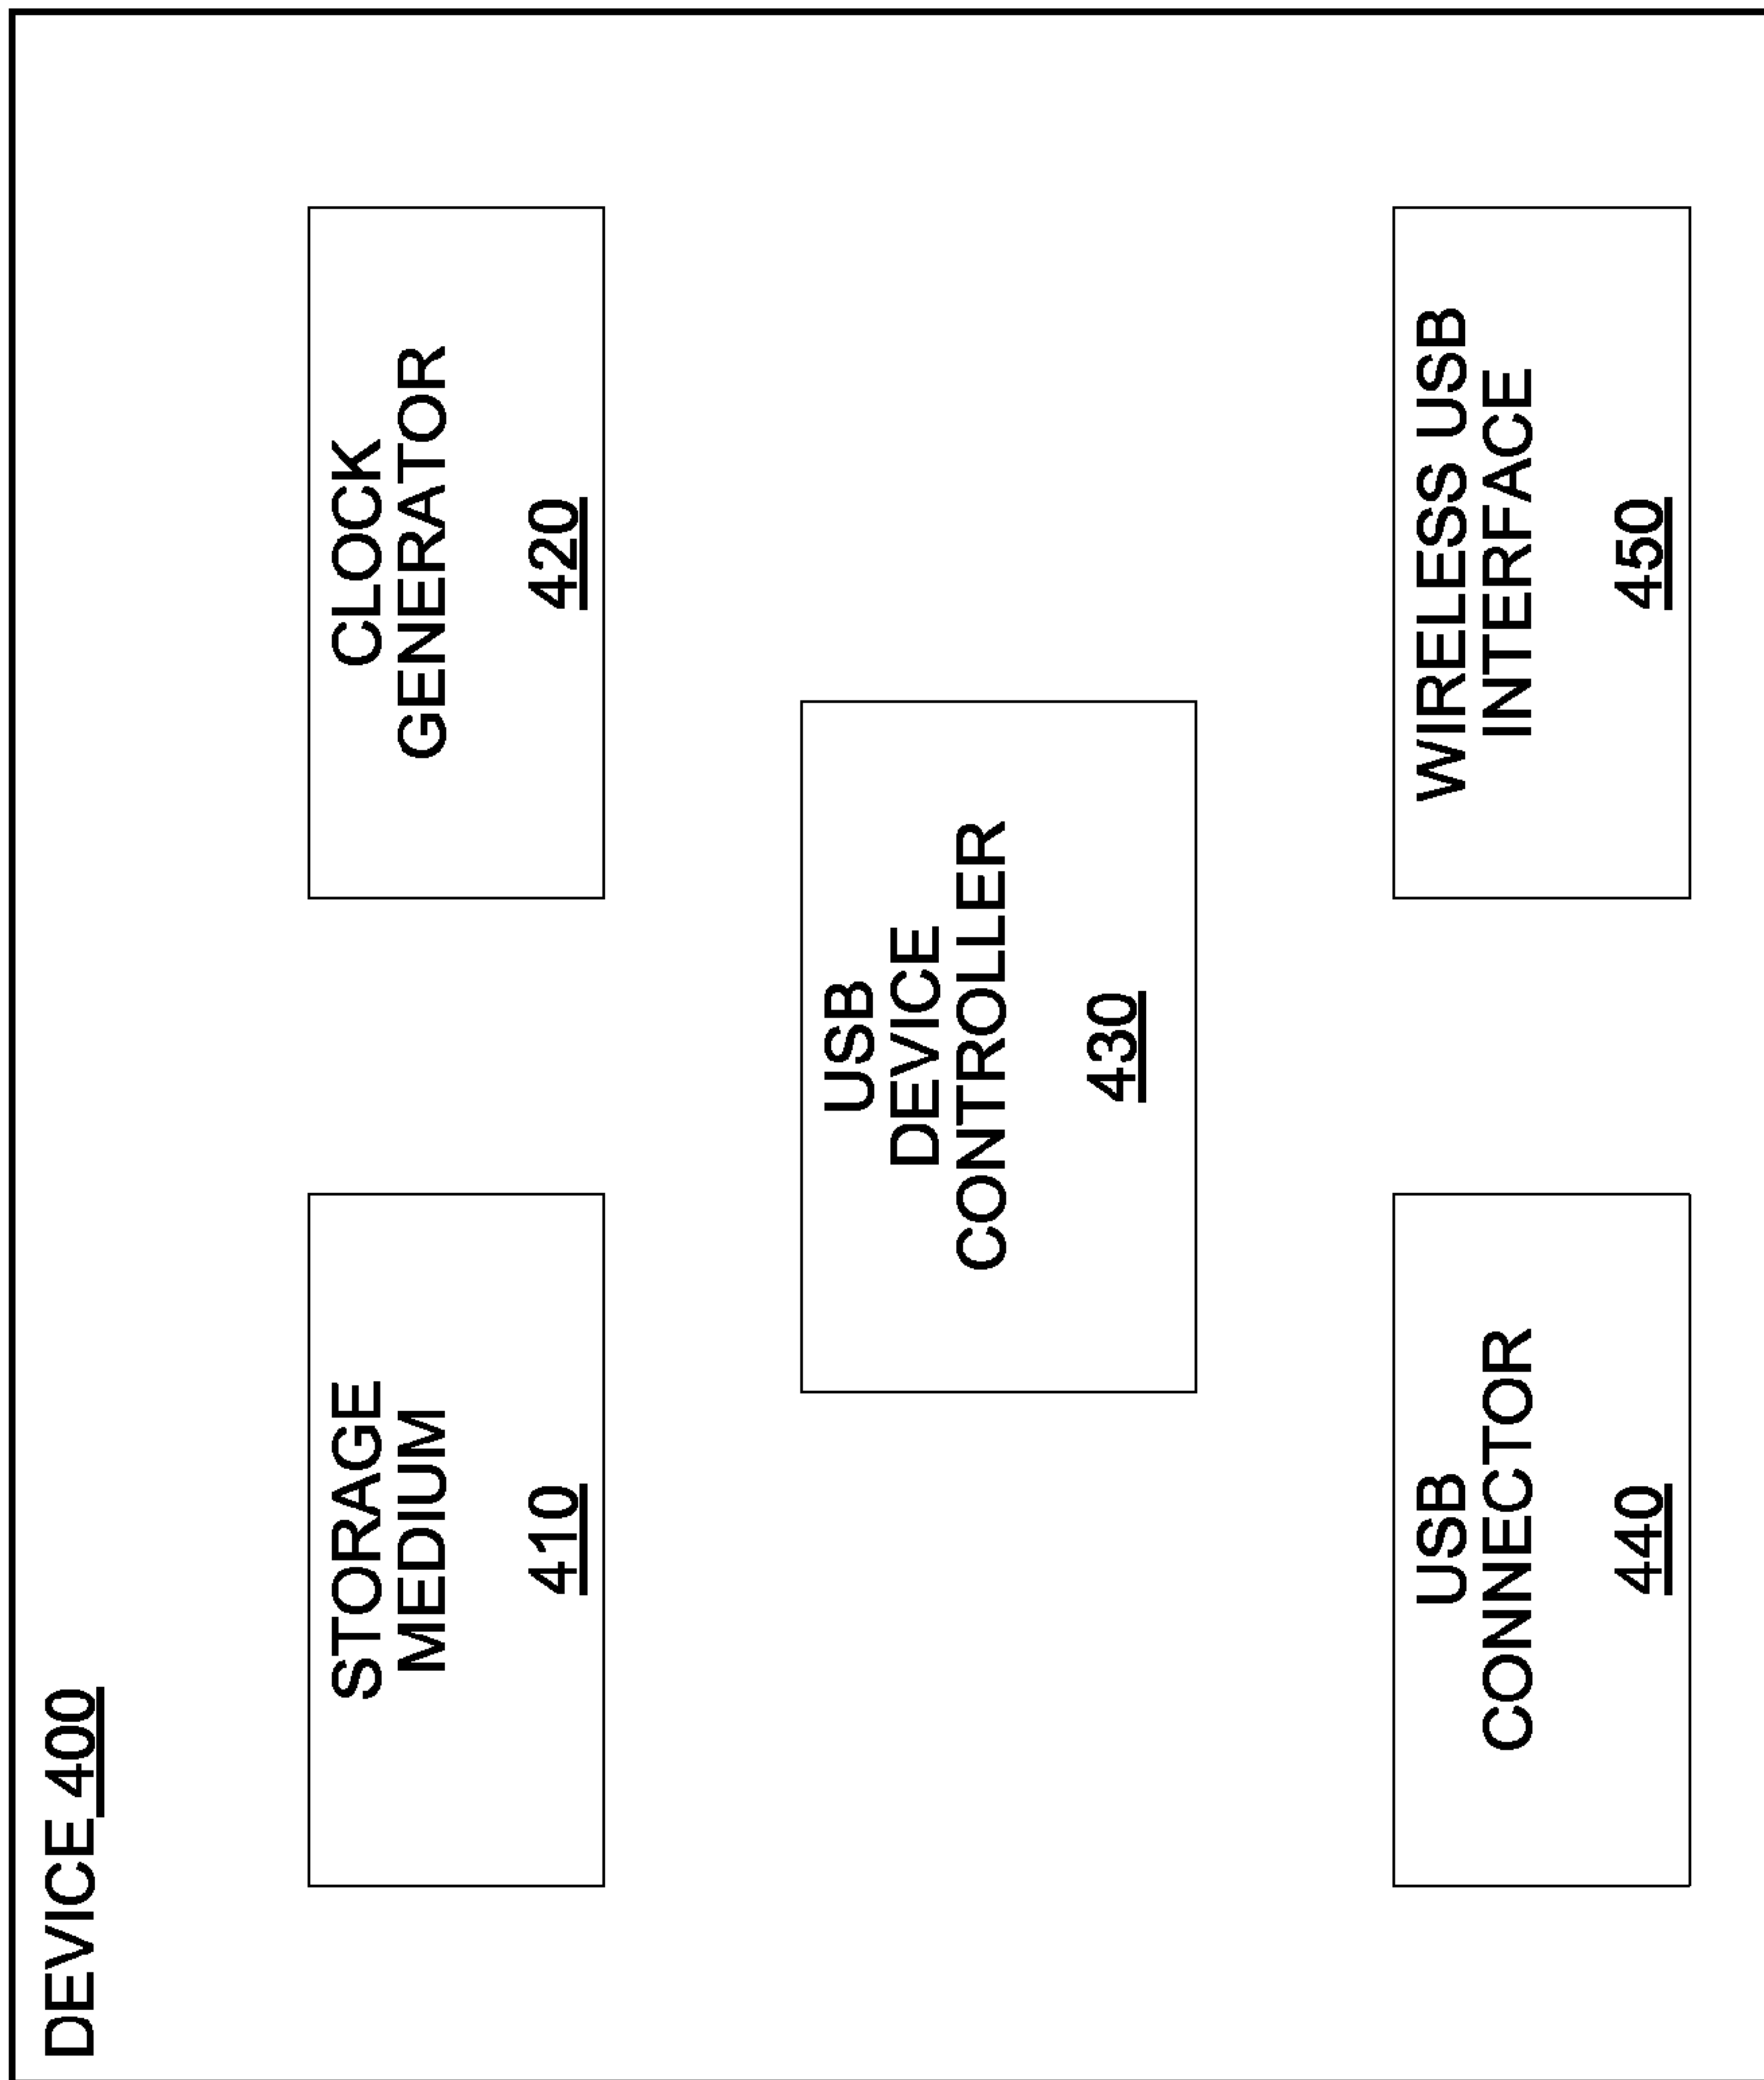 DEVICE 400
STORAGE
MEDIUM
410
CLOCK
GENERATOR
420
USB
DEVICE
CONTROLLER
430
USB
CONNECTOR
440
WIRELESS USB
INTERFACE
450